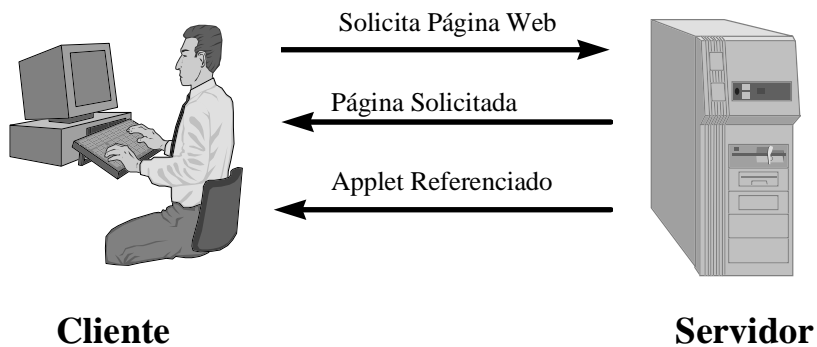 Solicita Página Web
Página Solicitada
Applet Referenciado
Cliente
Servidor